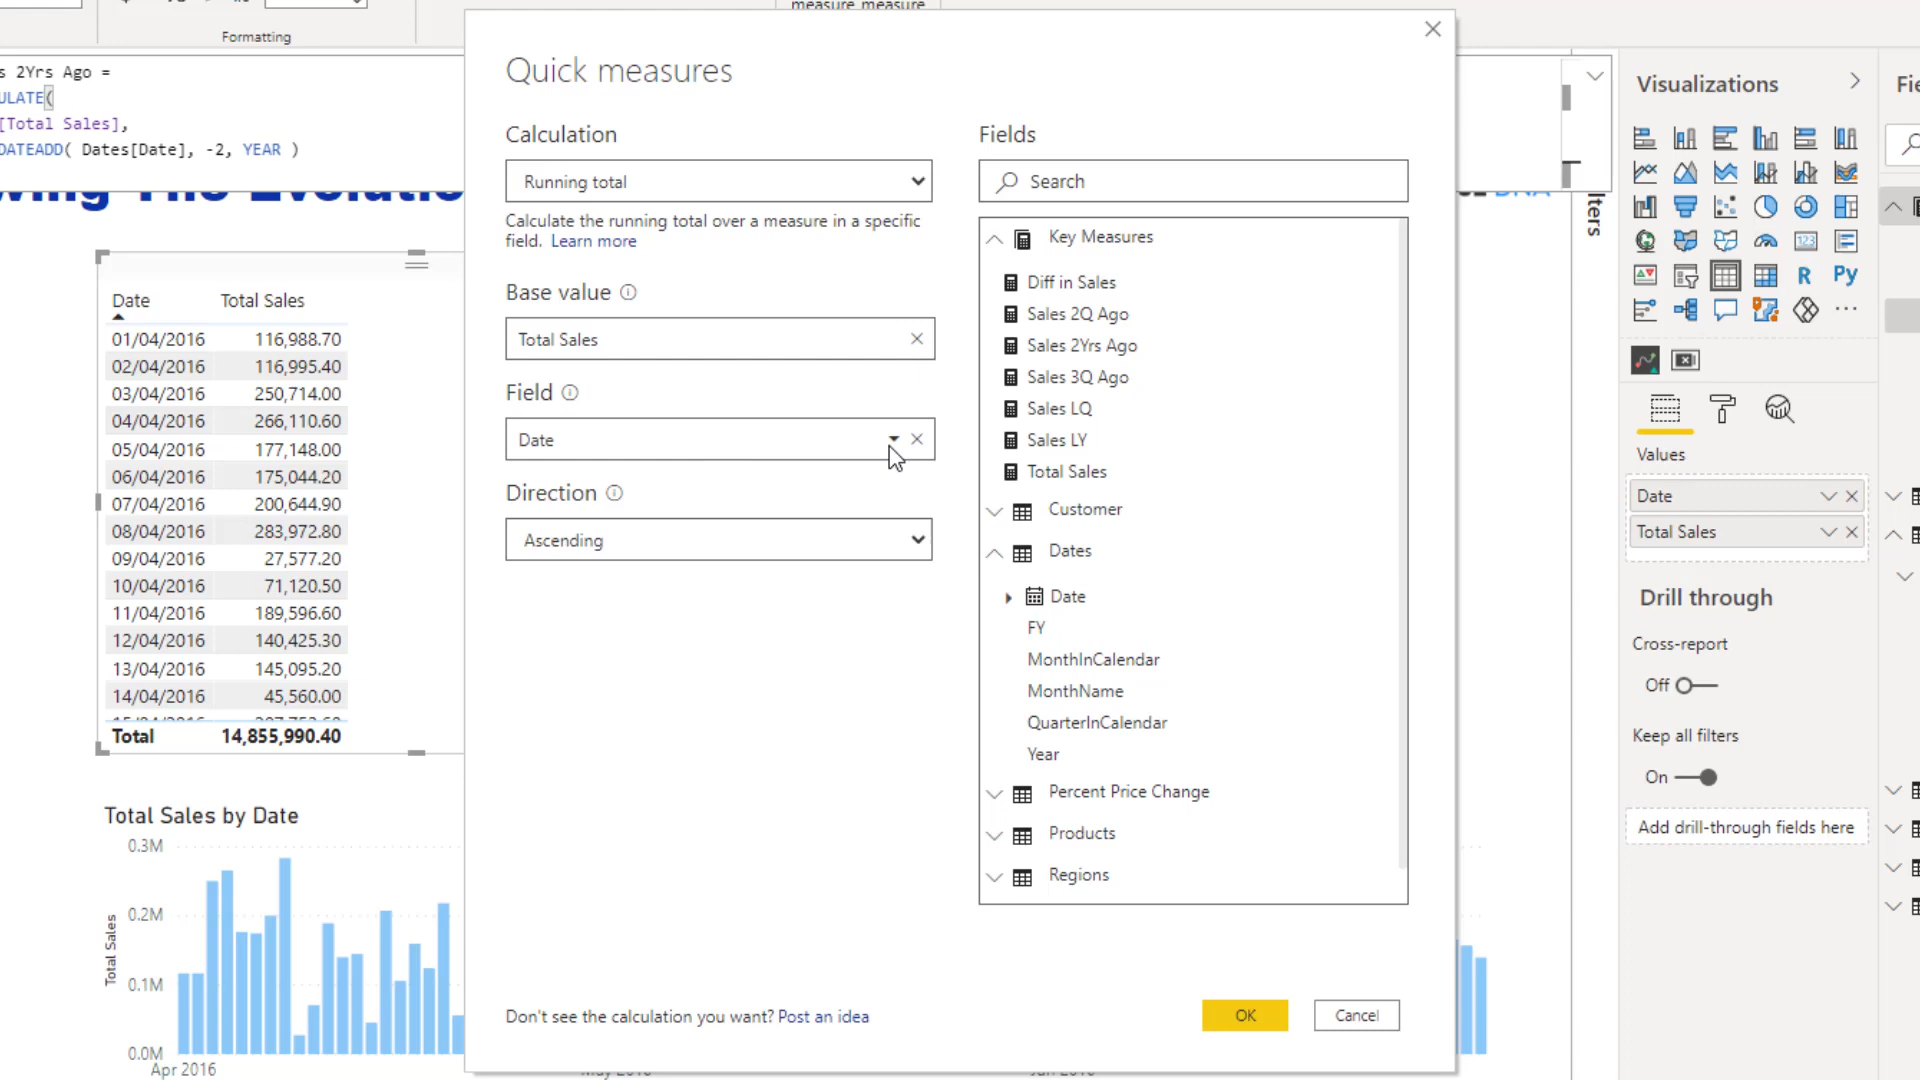 measure measure
Formatting
s 2Yrs Ago =
ULATE(
[Total Sales],
DATEADD( Dates[Date], -2, YEAR )
Date
Total Sales
01/04/2016 116,988.70
02/04/2016 116,995.40
03/04/2016 250,714.00
04/04/2016 266,110.60
05/04/2016 177,148.00
06/04/2016 175,044.20
07/04/2016 200,644.90
08/04/2016 283,972.80
09/04/2016 27,577.20
10/04/2016 71,120.50
11/04/2016 189,596.60
12/04/2016 140,425.30
13/04/2016 145,095.20
14/04/2016 45,560.00
Total 14,855,990.40
Total Sales by Date
0.3M
0.2M
0.1M
0.0M
Total Sales
Apr 2016
Quick measures
Calculation
Running total
Calculate the running total over a measure in a specific
field. Learn more
Base value
Total Sales
Field
Date
Direction
Ascending
Don't see the calculation you want? Post an idea
Fields
Search
Key Measures
Diff in Sales
Sales 2Q Ago
Sales 2Yrs Ago
Sales 3Q Ago
Sales LQ
Sales LY
Total Sales
Customer
Dates
Date
FY
MonthInCalendar
MonthName
QuarterInCalendar
Year
Percent Price Change
Products
Regions
OK
Cancel
lters
Visualizations
123
R
Py
Values
Date
Total Sales
Drill through
Cross-report
Off
Keep all filters
On
Add drill-through fields here
Fie